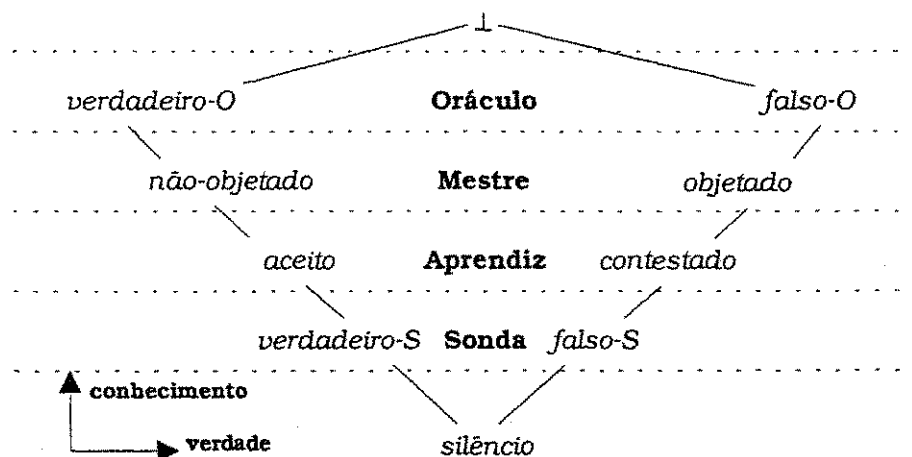 ⊥
verdadeiro-O Oráculo falso-O
não-objetado Mestre objetado
aceito Aprendiz contestado
verdadeiro-S Sonda falso-S
conhecimento
verdade silêncio